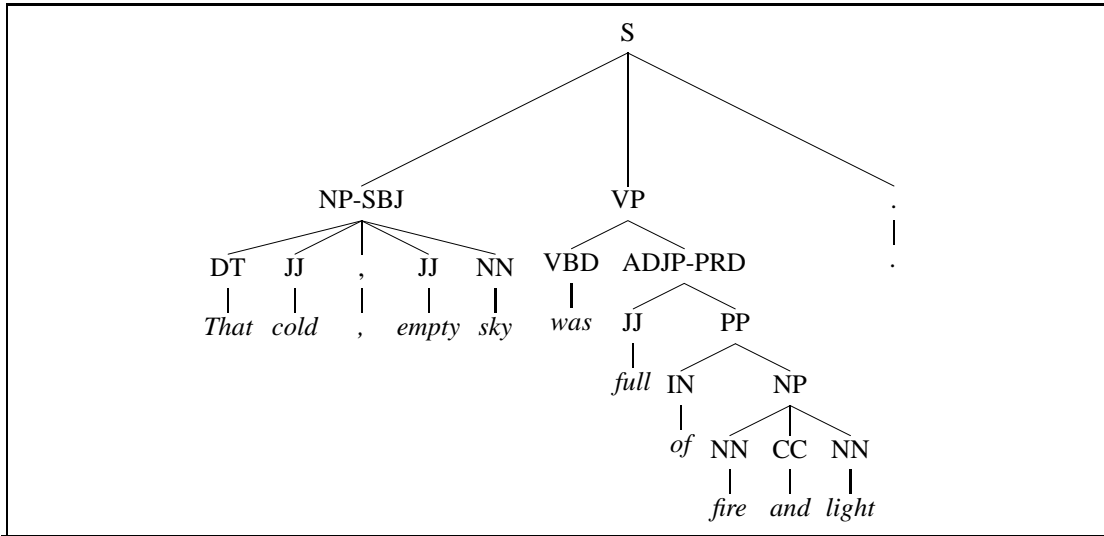 S
NP-SBJ VP .
DT JJ , JJ NN VBD ADJP-PRD .
That cold , empty sky was JJ PP
full IN NP
of NN CC NN
fire and light